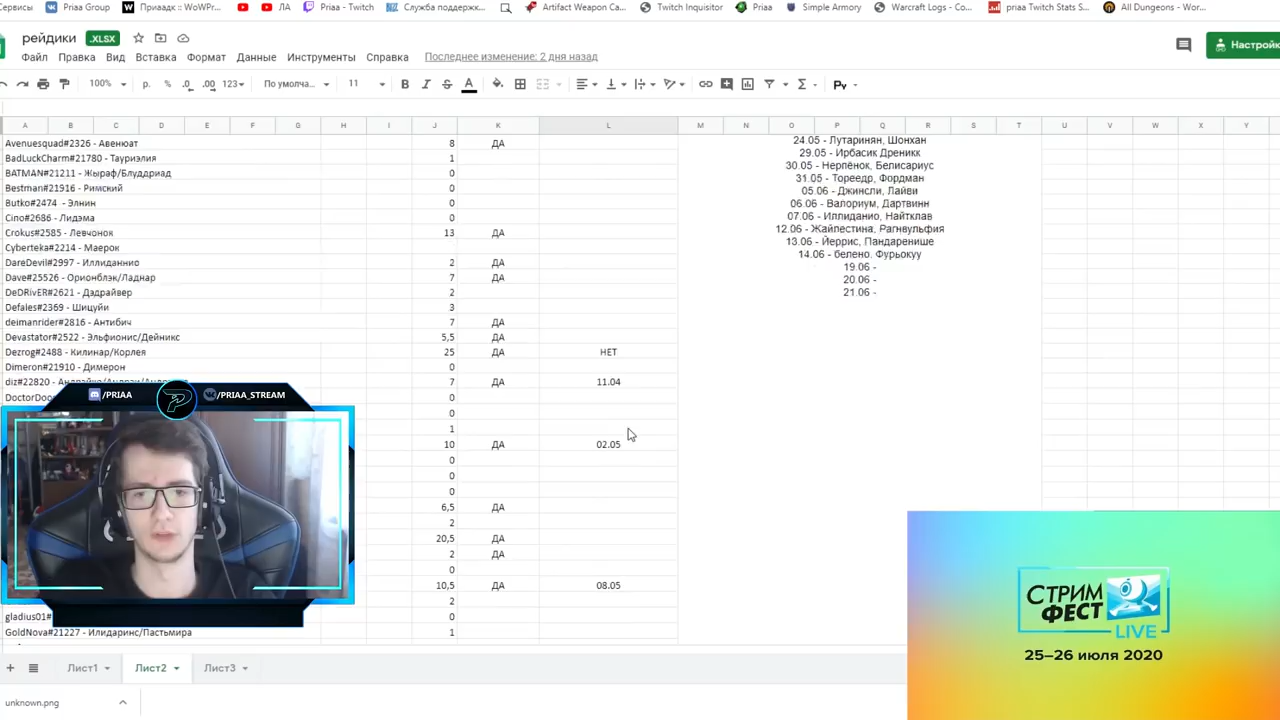 Сервисы Priaa Group Приаадк :: WoWPr... ЛА Priaa - Twitch Служба поддержк... Artifact Weapon Ca... Twitch Inquisitor Priaa Simple Armory Warcraft Logs - Co... priaa Twitch Stats S... All Dungeons - Wor...
рейдики .XLSX
Файл Правка Вид Вставка Формат Данные Инструменты Справка Последнее изменение: 2 дня назад
Настройк
100% р. % .0 .00 123 По умолча... 11 B I S A Ру
A B C D E F G H I J K L M N O P Q R S T U V W X Y
Avenuesquad#2326 - Авенюат 8 ДА
BadLuckCharm#21780 - Тауриэлия 1
BATMAN#21211 - Жыраф/Блуддриад 0
Bestman#21916 - Римский 0
Butko#2474 - Элнин 0
Cino#2686 - Лидэма 0
Crokus#2585 - Левчонок 13 ДА
Cyberteka#2214 - Маерок
DareDevil#2997 - Иллиданнио 2 ДА
Dave#25526 - Орионблэк/Ладнар 7 ДА
DeDRivER#2621 - Дэдрайвер 2
Defales#2369 - Шицуйи 3
deimanrider#2816 - Антибич 7 ДА
Devastator#2522 - Эльфионис/Дейникс 5,5 ДА
Dezrog#2488 - Килинар/Корлея 25 ДА НЕТ
Dimeron#21910 - Димерон 0
diz#22820 - 7 ДА 11.04
0
0
1
10 ДА 02.05
0
0
0
6,5 ДА
2
20,5 ДА
2 ДА
0
10,5 ДА 08.05
2
gladius01# 0
GoldNova#21227 - Илидаринс/Пастьмира 1
24.05 - Лутаринян, Шонхан
29.05 - Ирбасик Дреникк
30.05 - Нерпёнок, Белисариус
31.05 - Тореедр, Фордман
05.06 - Джинсли, Лайви
06.06 - Валориум, Дартвинн
07.06 - Иллиданио, Найтклав
12.06 - Жайлестина, Рагнвульфия
13.06 - Йеррис, Пандаренише
14.06 - белено. Фурьокуу
19.06 -
20.06 -
21.06 -
/PRIAA /PRIAA_STREAM
СТРИМ
ФЕСТ
LIVE
25–26 июля 2020
Лист1 Лист2 Лист3
unknown.png